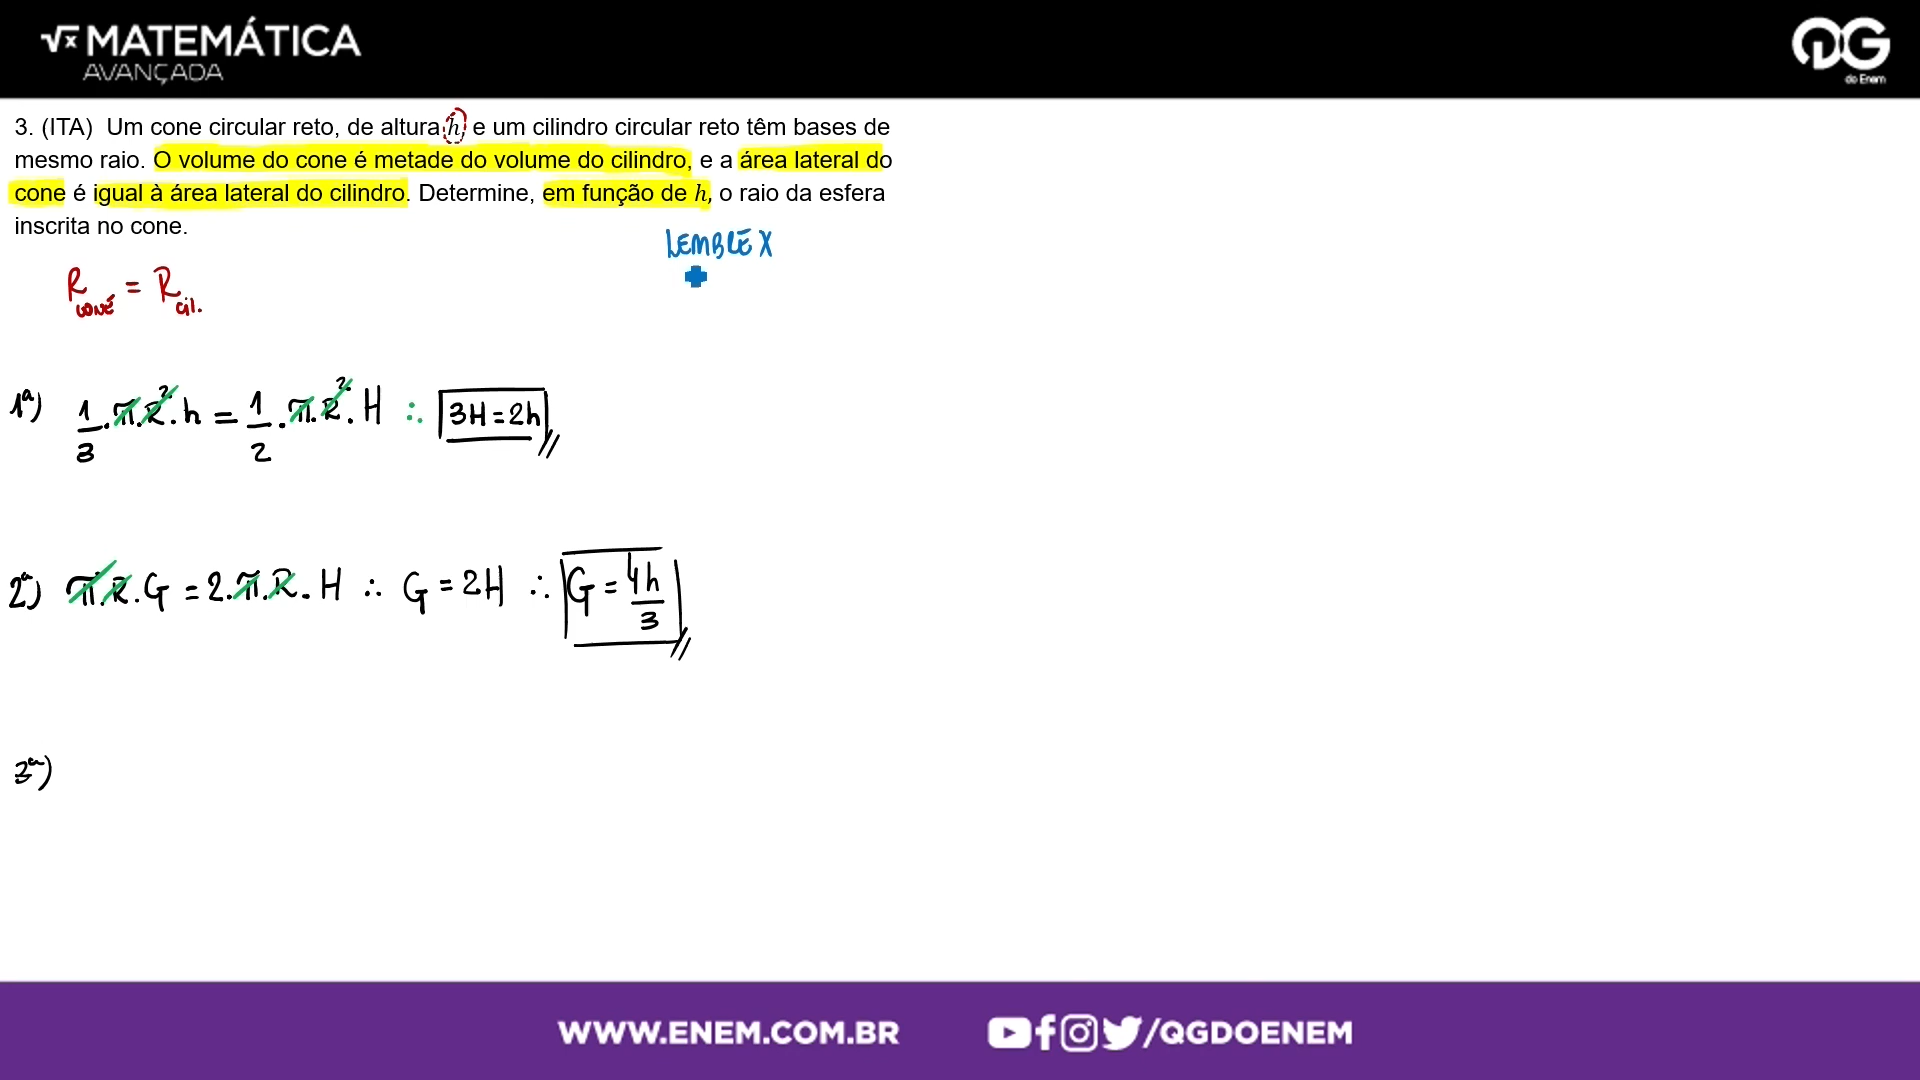 √x MATEMÁTICA
AVANÇADA
QG
do Enem
3. (ITA) Um cone circular reto, de altura h, e um cilindro circular reto têm bases de
mesmo raio. O volume do cone é metade do volume do cilindro, e a área lateral do
cone é igual à área lateral do cilindro. Determine, em função de h, o raio da esfera
inscrita no cone.
LEMBREX
R cone = R cil.
1ª) 1/3 . π.R² . h = 1/2 . π.R² . H ∴ 3H = 2h
2ª) π.R.G = 2.π.R.H ∴ G = 2H ∴ G = 4h/3
3ª)
WWW.ENEM.COM.BR
/QGDOENEM